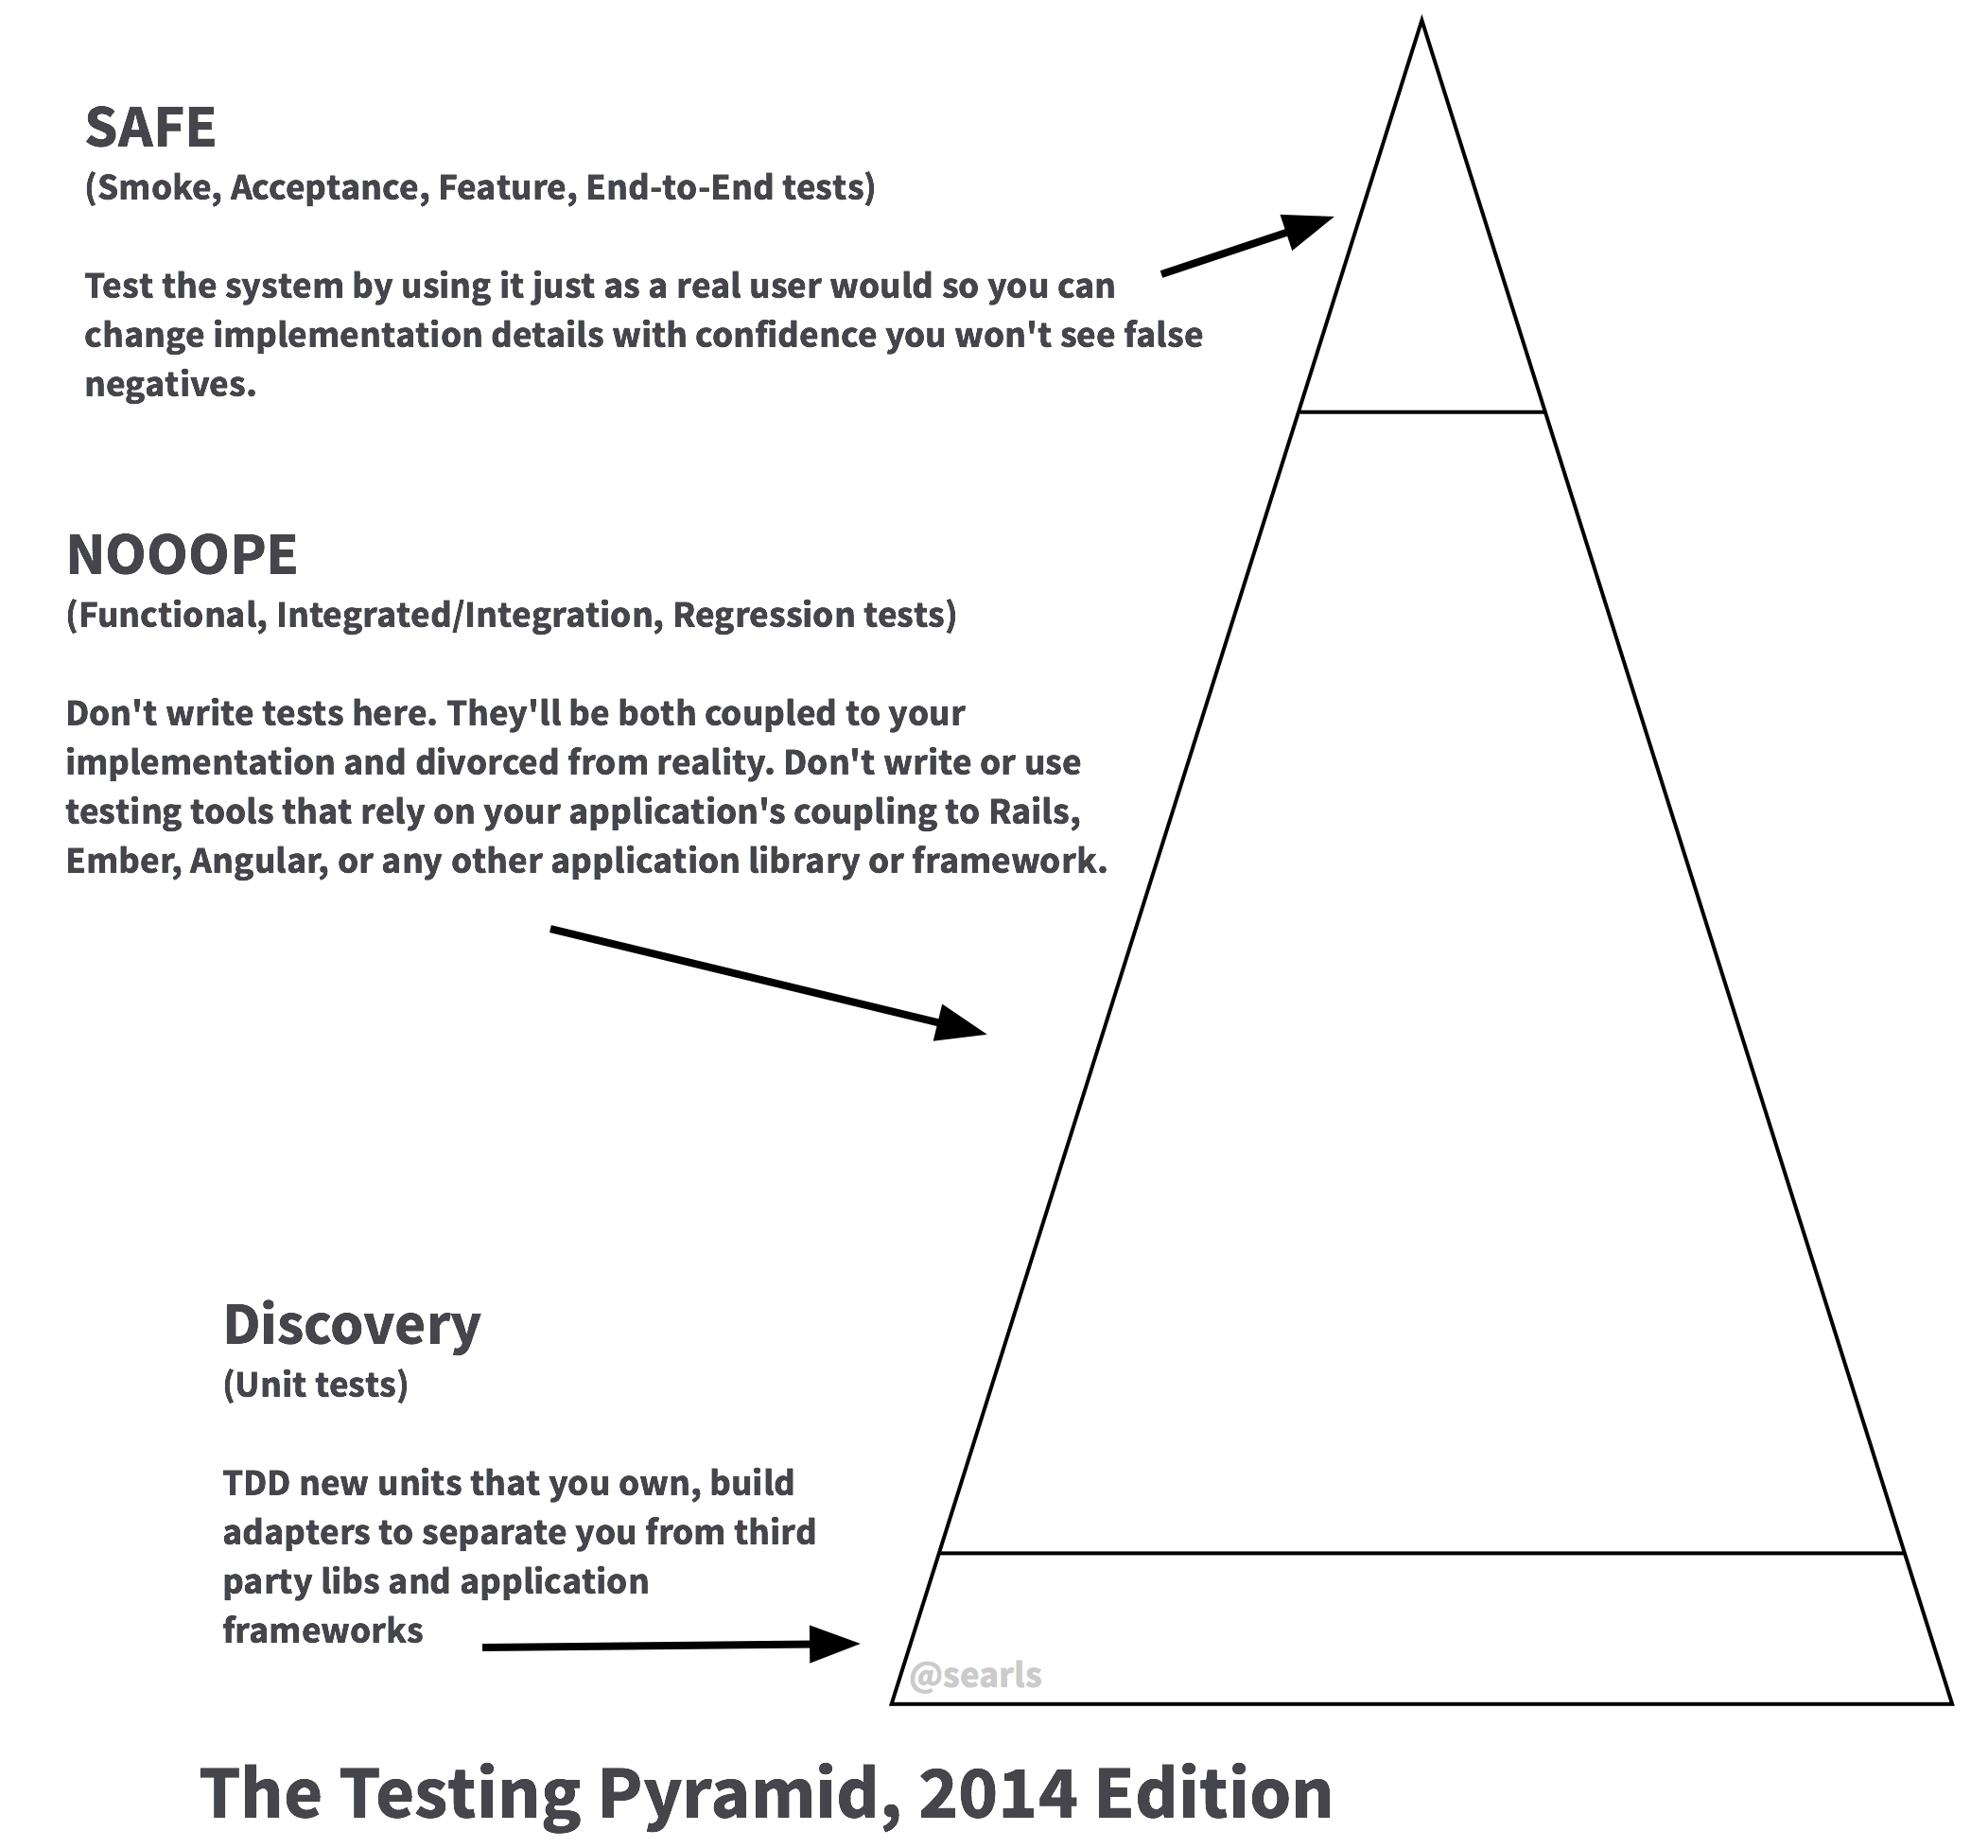 SAFE
(Smoke, Acceptance, Feature, End-to-End tests)
Test the system by using it just as a real user would so you can
change implementation details with confidence you won't see false
negatives.
NOOOPE
(Functional, Integrated/Integration, Regression tests)
Don't write tests here. They'll be both coupled to your
implementation and divorced from reality. Don't write or use
testing tools that rely on your application's coupling to Rails,
Ember, Angular, or any other application library or framework.
Discovery
(Unit tests)
TDD new units that you own, build
adapters to separate you from third
party libs and application
frameworks
@searls
The Testing Pyramid, 2014 Edition